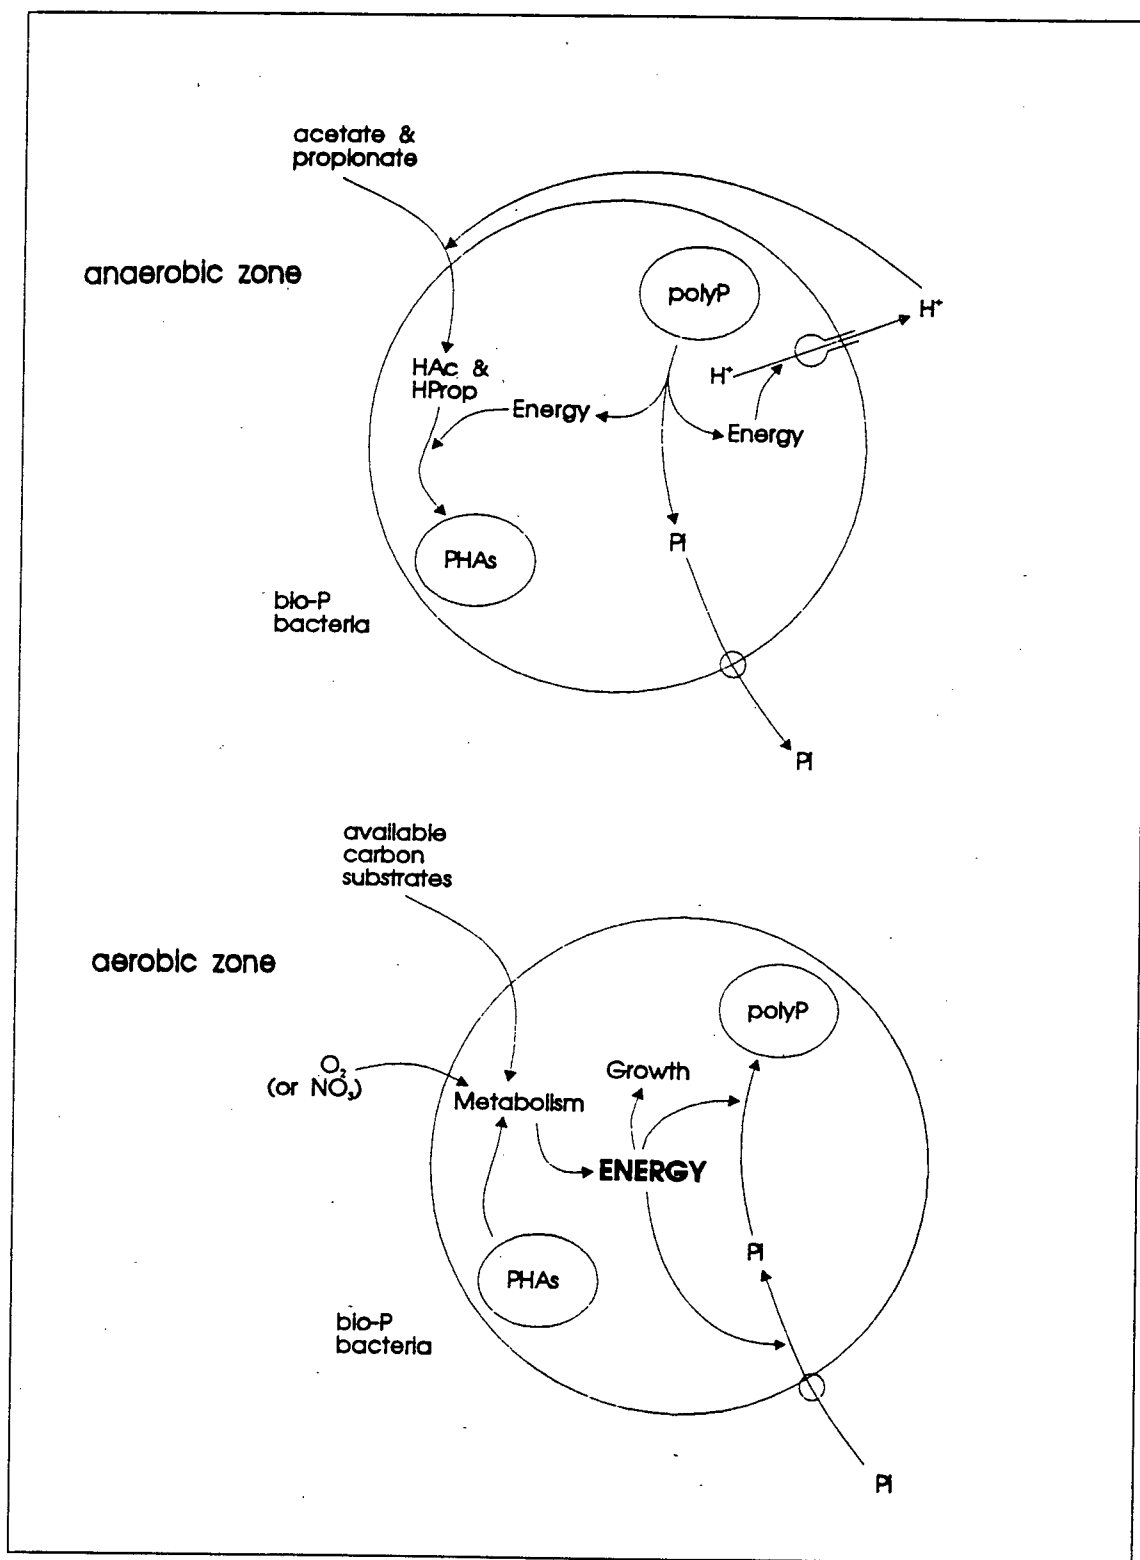 acetate &
propionate
anaerobic zone
polyP
H⁺
H⁺
HAc &
HProp
Energy
Energy
Pi
PHAs
bio-P
bacteria
Pi
available
carbon
substrates
aerobic zone
polyP
O₂
(or NO₃)
Growth
Metabolism
ENERGY
Pi
PHAs
bio-P
bacteria
Pi